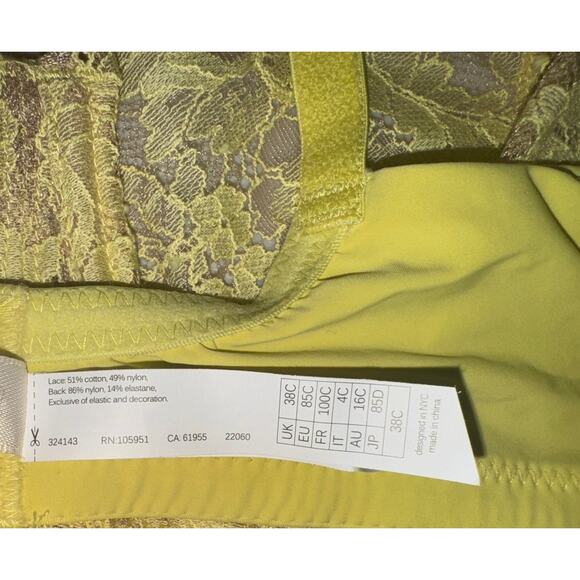 Lace: 51% cotton, 49% nylon,
Back: 86% nylon, 14% elastane,
Exclusive of elastic and decoration.
324143 RN:105951 CA: 61955 22060
UK 38C
EU 85C
FR 100C
IT 4C
AU 16C
JP 85D
38C
designed in NYC
made in china